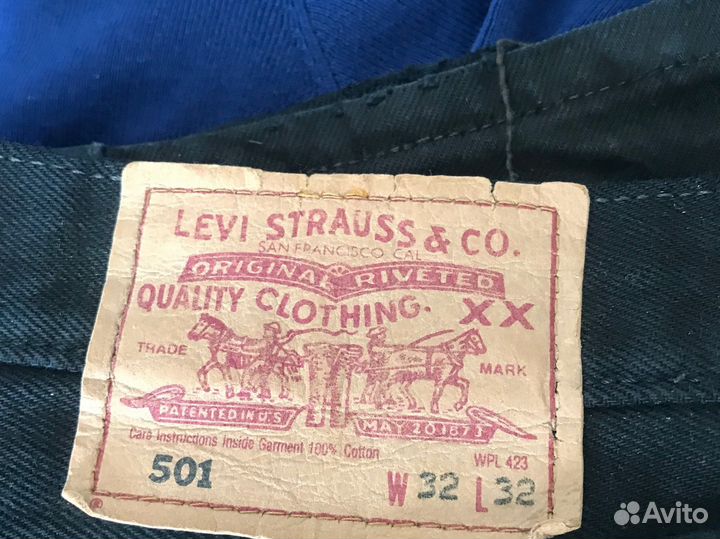 LEVI STRAUSS & CO.
SAN FRANCISCO CAL
ORIGINAL RIVETED
QUALITY CLOTHING. XX
TRADE MARK
PATENTED IN U.S MAY 20 1873
Care Instructions Inside Garment 100% Cotton WPL 423
501 W 32 L 32
®
Avito